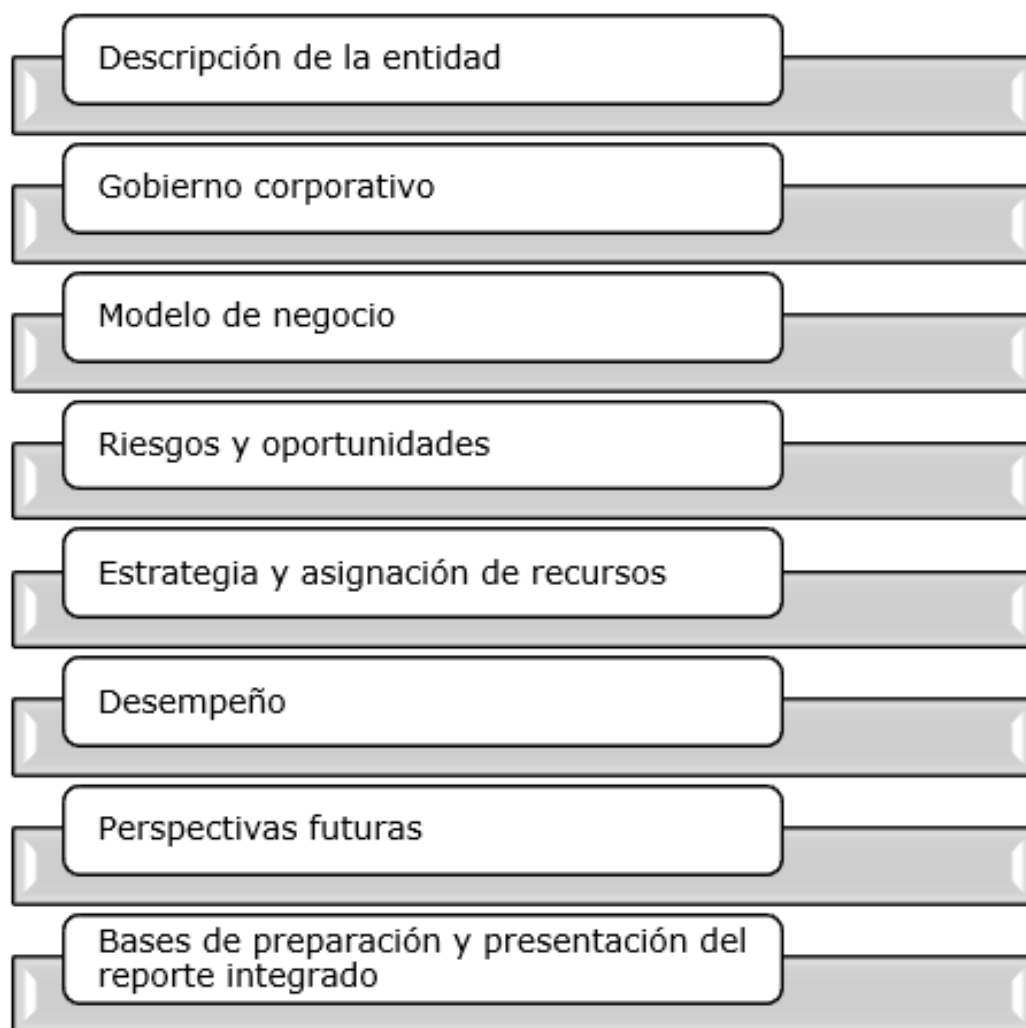 Descripción de la entidad
Gobierno corporativo
Modelo de negocio
Riesgos y oportunidades
Estrategia y asignación de recursos
Desempeño
Perspectivas futuras
Bases de preparación y presentación del
reporte integrado